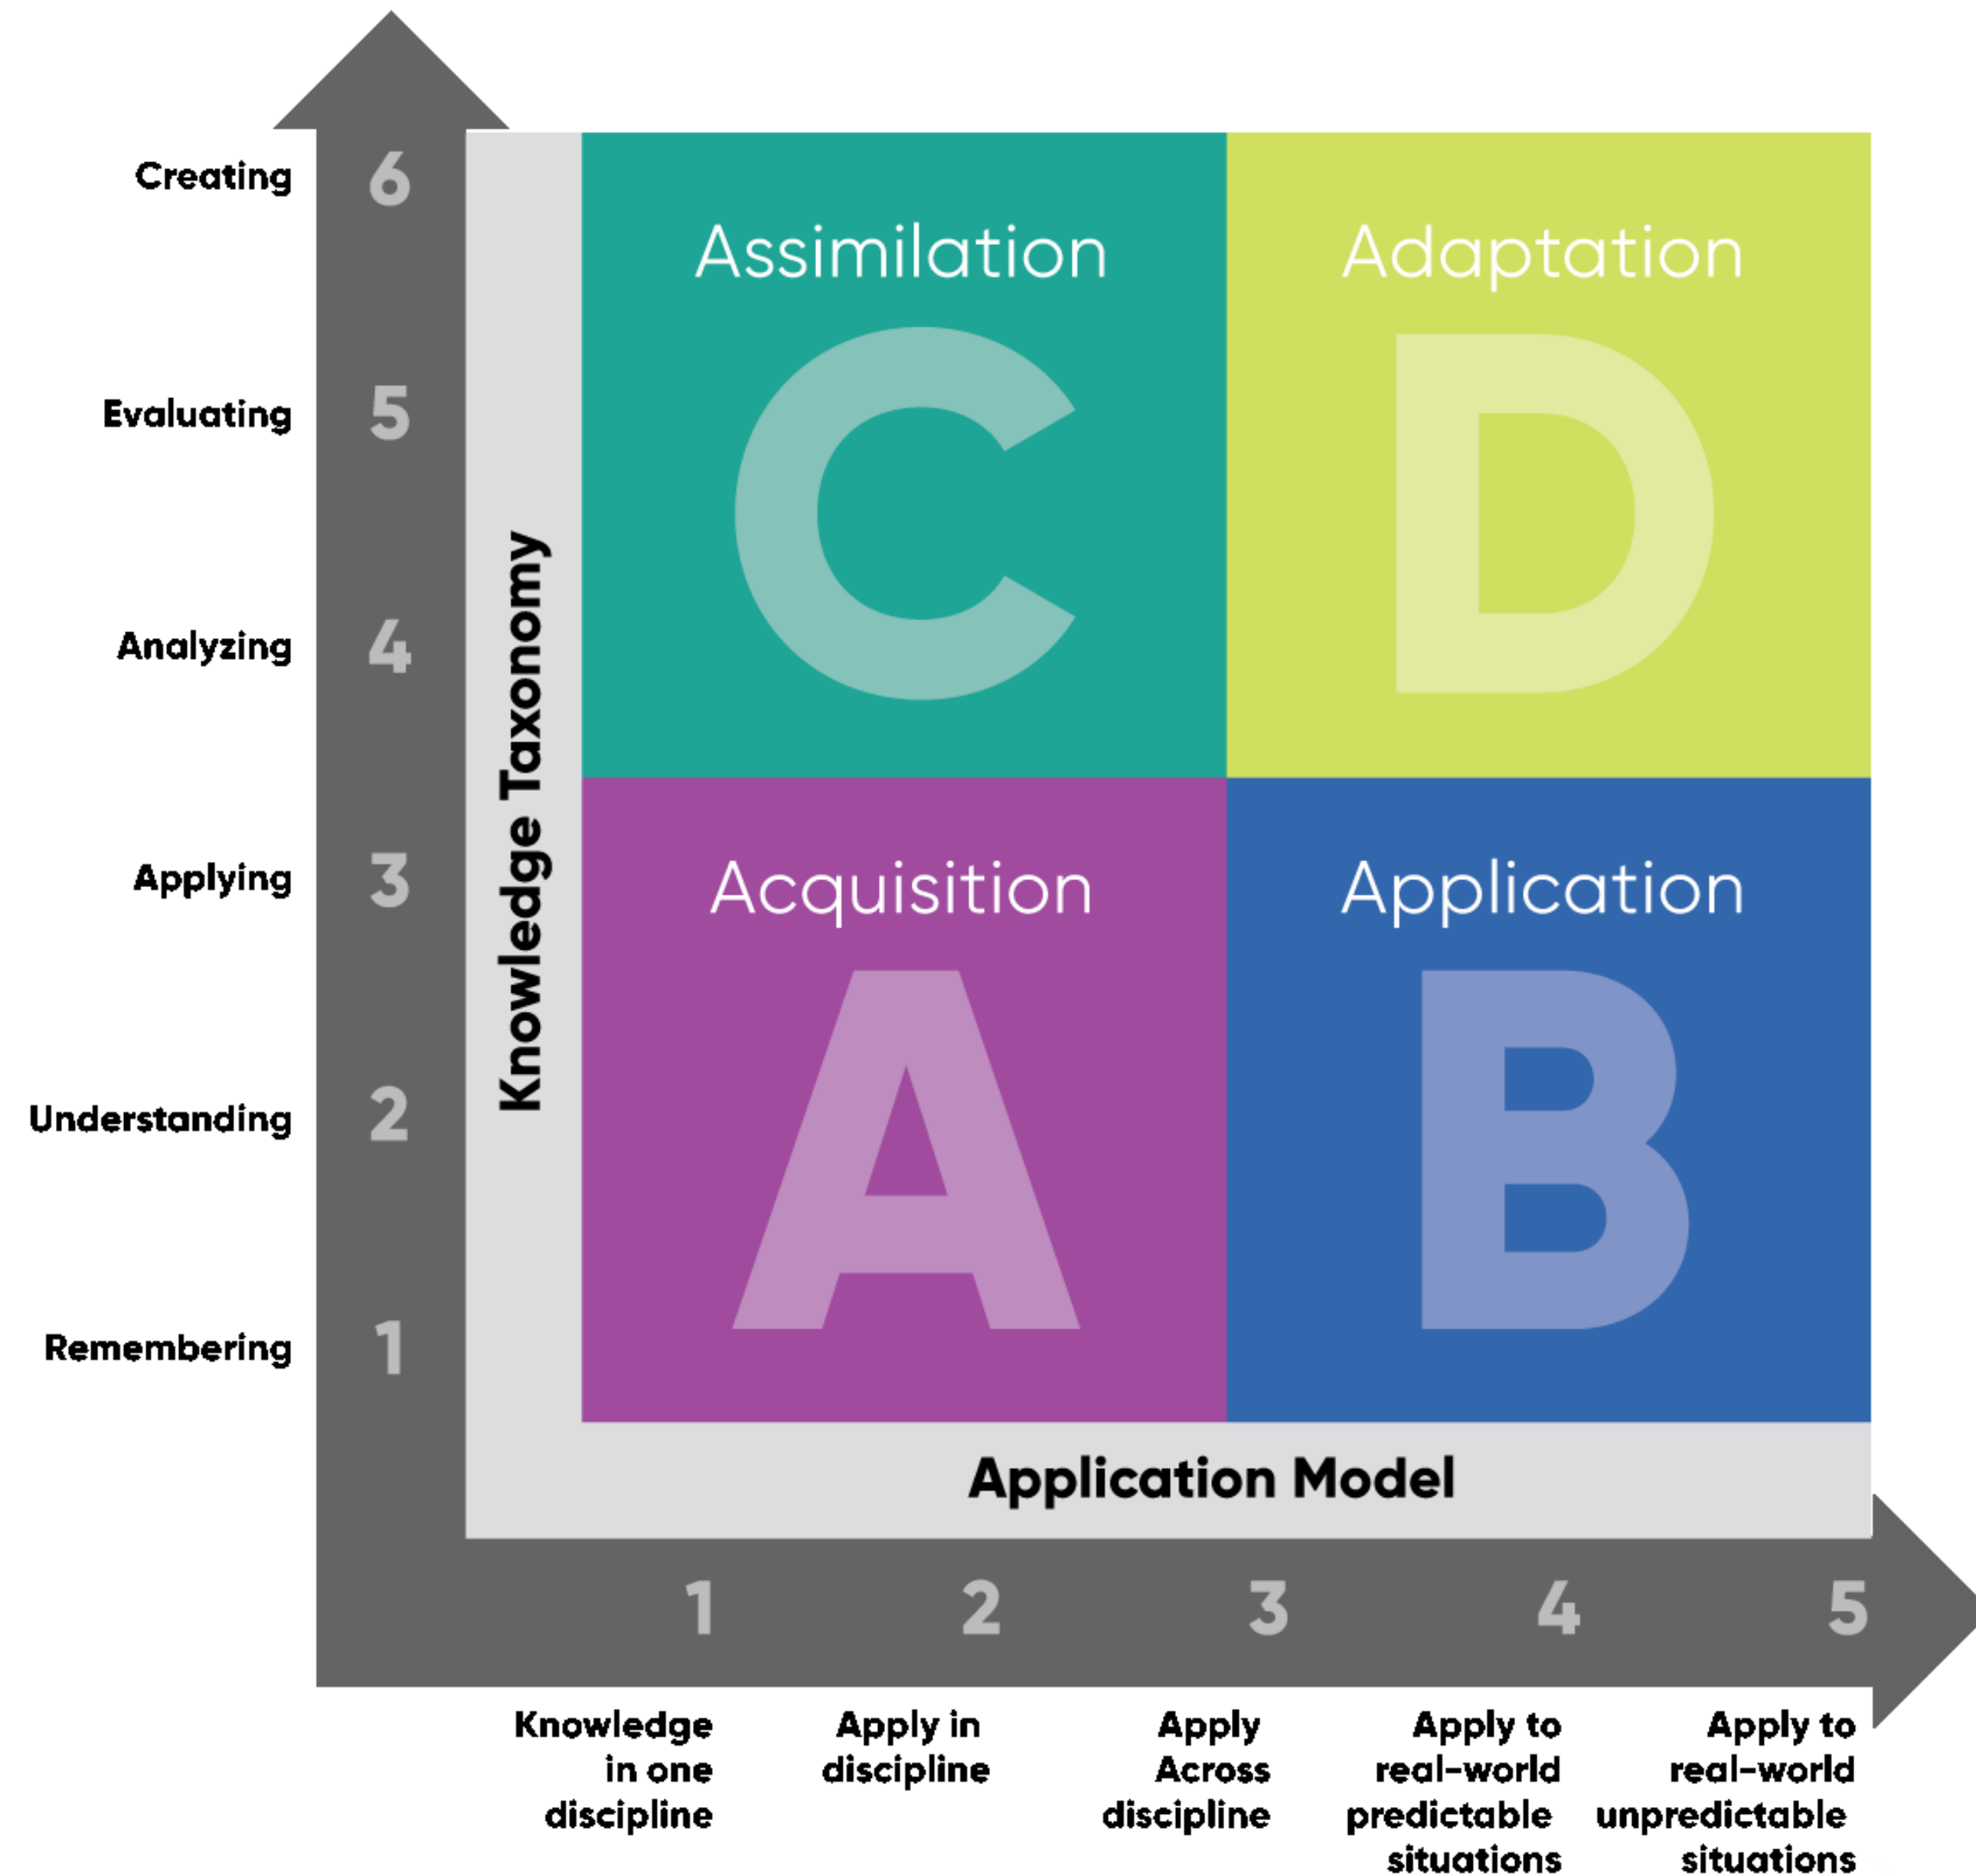 Creating
6
Assimilation
Adaptation
C
D
Evaluating
5
Analyzing
4
Knowledge Taxonomy
Applying
3
Acquisition
Application
A
B
Understanding
2
Remembering
1
Application Model
1
2
3
4
5
Knowledge
in one
discipline
Apply in
discipline
Apply
Across
discipline
Apply to
real-world
predictable
situations
Apply to
real-world
unpredictable
situations